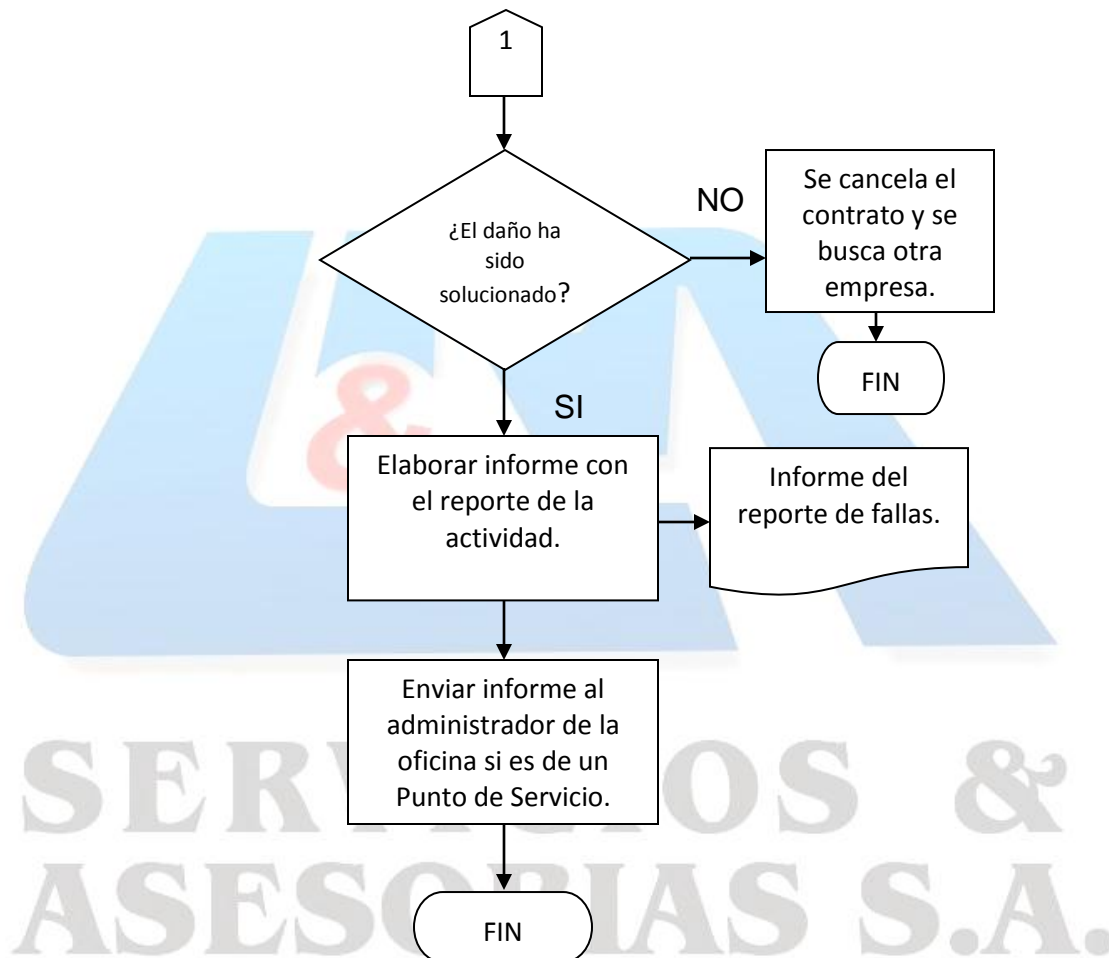 1
¿El daño ha
sido
solucionado?
NO
Se cancela el
contrato y se
busca otra
empresa.
FIN
SI
Elaborar informe con
el reporte de la
actividad.
Informe del
reporte de fallas.
Enviar informe al
administrador de la
oficina si es de un
Punto de Servicio.
FIN
L&A
SERVICIOS &
ASESORIAS S.A.